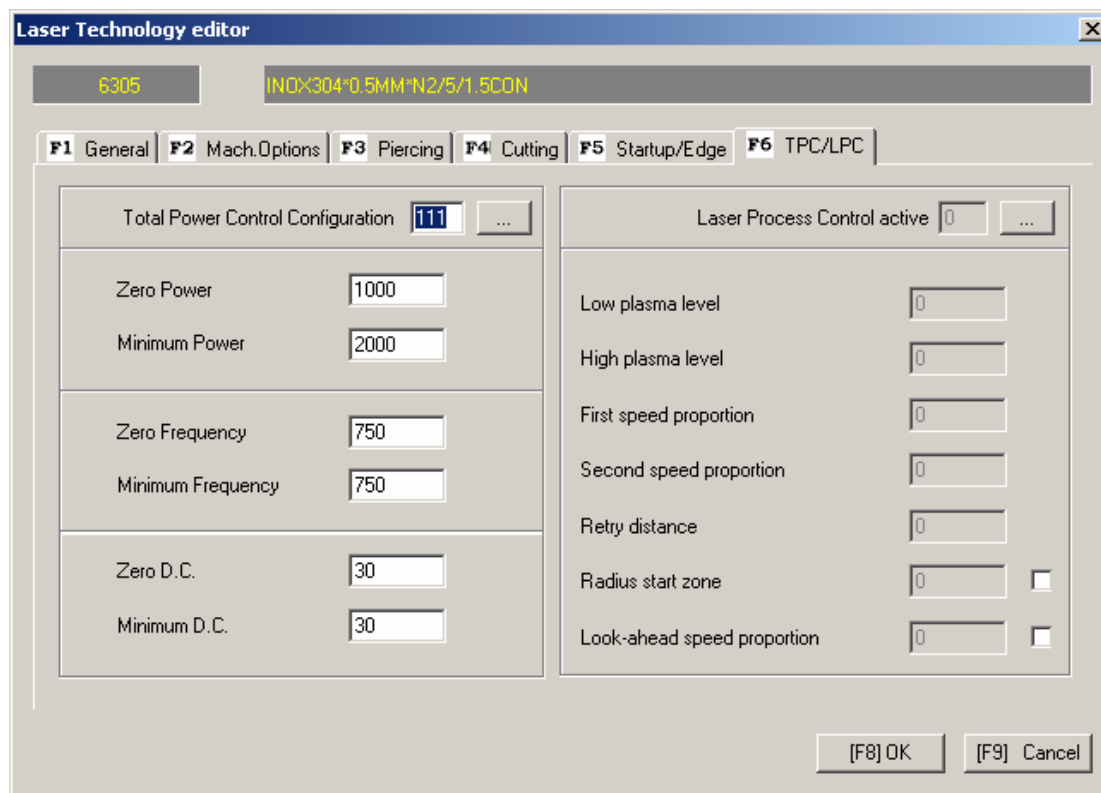 Laser Technology editor
6305 INOX304*0.5MM*N2/5/1.5CON
F1 General F2 Mach.Options F3 Piercing F4 Cutting F5 Startup/Edge F6 TPC/LPC
Total Power Control Configuration 111 ...
Zero Power 1000
Minimum Power 2000
Zero Frequency 750
Minimum Frequency 750
Zero D.C. 30
Minimum D.C. 30
Laser Process Control active 0 ...
Low plasma level 0
High plasma level 0
First speed proportion 0
Second speed proportion 0
Retry distance 0
Radius start zone 0
Look-ahead speed proportion 0
[F8] OK [F9] Cancel